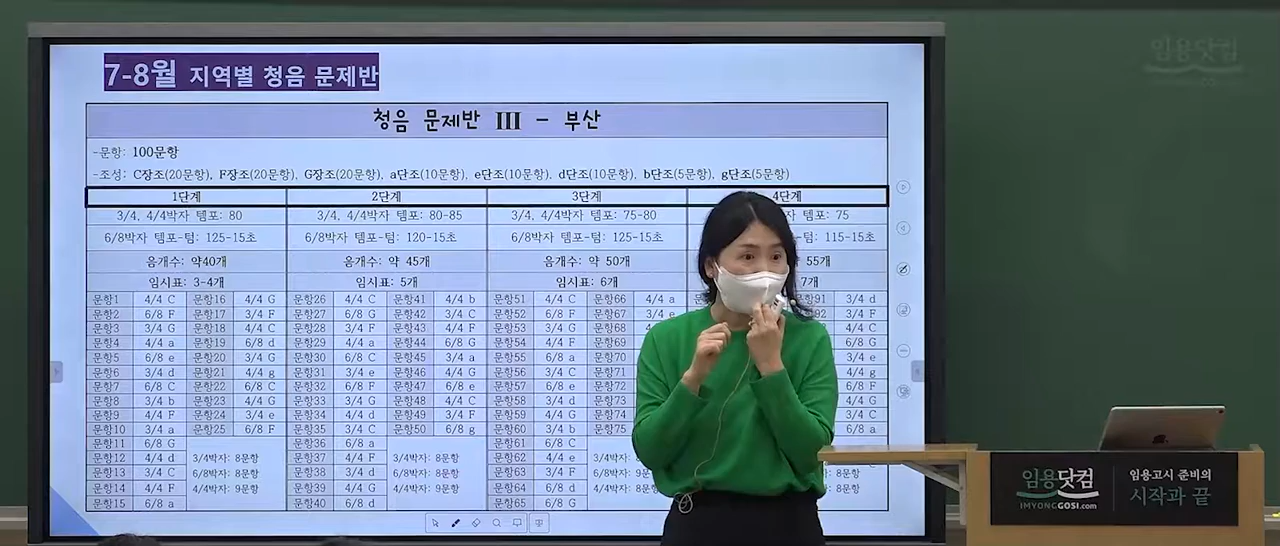 임용닷컴
7-8월 지역별 청음 문제반
청음 문제반 III - 부산
-문항: 100문항
-조성: C장조(20문항), F장조(20문항), G장조(20문항), a단조(10문항), e단조(10문항), d단조(10문항), b단조(5문항), g단조(5문항)
1단계 2단계 3단계 4단계
3/4, 4/4박자 템포: 80 3/4, 4/4박자 템포: 80-85 3/4, 4/4박자 템포: 75-80 박자 템포: 75
6/8박자 템포-텀: 125-15초 6/8박자 템포-텀: 120-15초 6/8박자 템포-텀: 125-15초 115-15초
음개수: 약40개 음개수: 약 45개 음개수: 약 50개 55개
임시표: 3-4개 임시표: 5개 임시표: 6개 7개
문항1 4/4 C 문항16 4/4 G 문항26 4/4 C 문항41 4/4 b 문항51 4/4 C 문항66 4/4 a 문항91 3/4 d
문항2 6/8 F 문항17 3/4 F 문항27 6/8 G 문항42 3/4 C 문항52 6/8 F 문항67 3/4 e 3/4 F
문항3 3/4 G 문항18 4/4 C 문항28 3/4 F 문항43 4/4 F 문항53 3/4 G 문항68 4/4 C
문항4 4/4 a 문항19 6/8 d 문항29 4/4 a 문항44 6/8 G 문항54 4/4 F 문항69 6/8 G
문항5 6/8 e 문항20 3/4 G 문항30 6/8 C 문항45 3/4 a 문항55 6/8 a 문항70 3/4 e
문항6 3/4 d 문항21 4/4 g 문항31 3/4 e 문항46 4/4 G 문항56 3/4 C 문항71 4/4 g
문항7 6/8 C 문항22 6/8 C 문항32 6/8 F 문항47 6/8 e 문항57 6/8 e 문항72 6/8 F
문항8 3/4 b 문항23 4/4 G 문항33 3/4 G 문항48 4/4 C 문항58 3/4 d 문항73 4/4 G
문항9 4/4 F 문항24 3/4 e 문항34 4/4 d 문항49 3/4 F 문항59 4/4 G 문항74 3/4 C
문항10 3/4 a 문항25 6/8 F 문항35 3/4 C 문항50 6/8 g 문항60 3/4 b 문항75 6/8 a
문항11 6/8 G 문항36 6/8 a 문항61 6/8 C
문항12 4/4 d 3/4박자: 8문항 문항37 4/4 F 3/4박자: 8문항 문항62 4/4 e 3/4박자: 8문항
문항13 3/4 C 6/8박자: 8문항 문항38 3/4 d 6/8박자: 8문항 문항63 3/4 F 6/8박자: 8문항
문항14 4/4 F 4/4박자: 9문항 문항39 4/4 G 4/4박자: 9문항 문항64 6/8 d 4/4박자: 8문항
문항15 6/8 a 문항40 6/8 d 문항65 6/8 G
임용닷컴
IMYONGGOSI.com
임용고시 준비의
시작과 끝